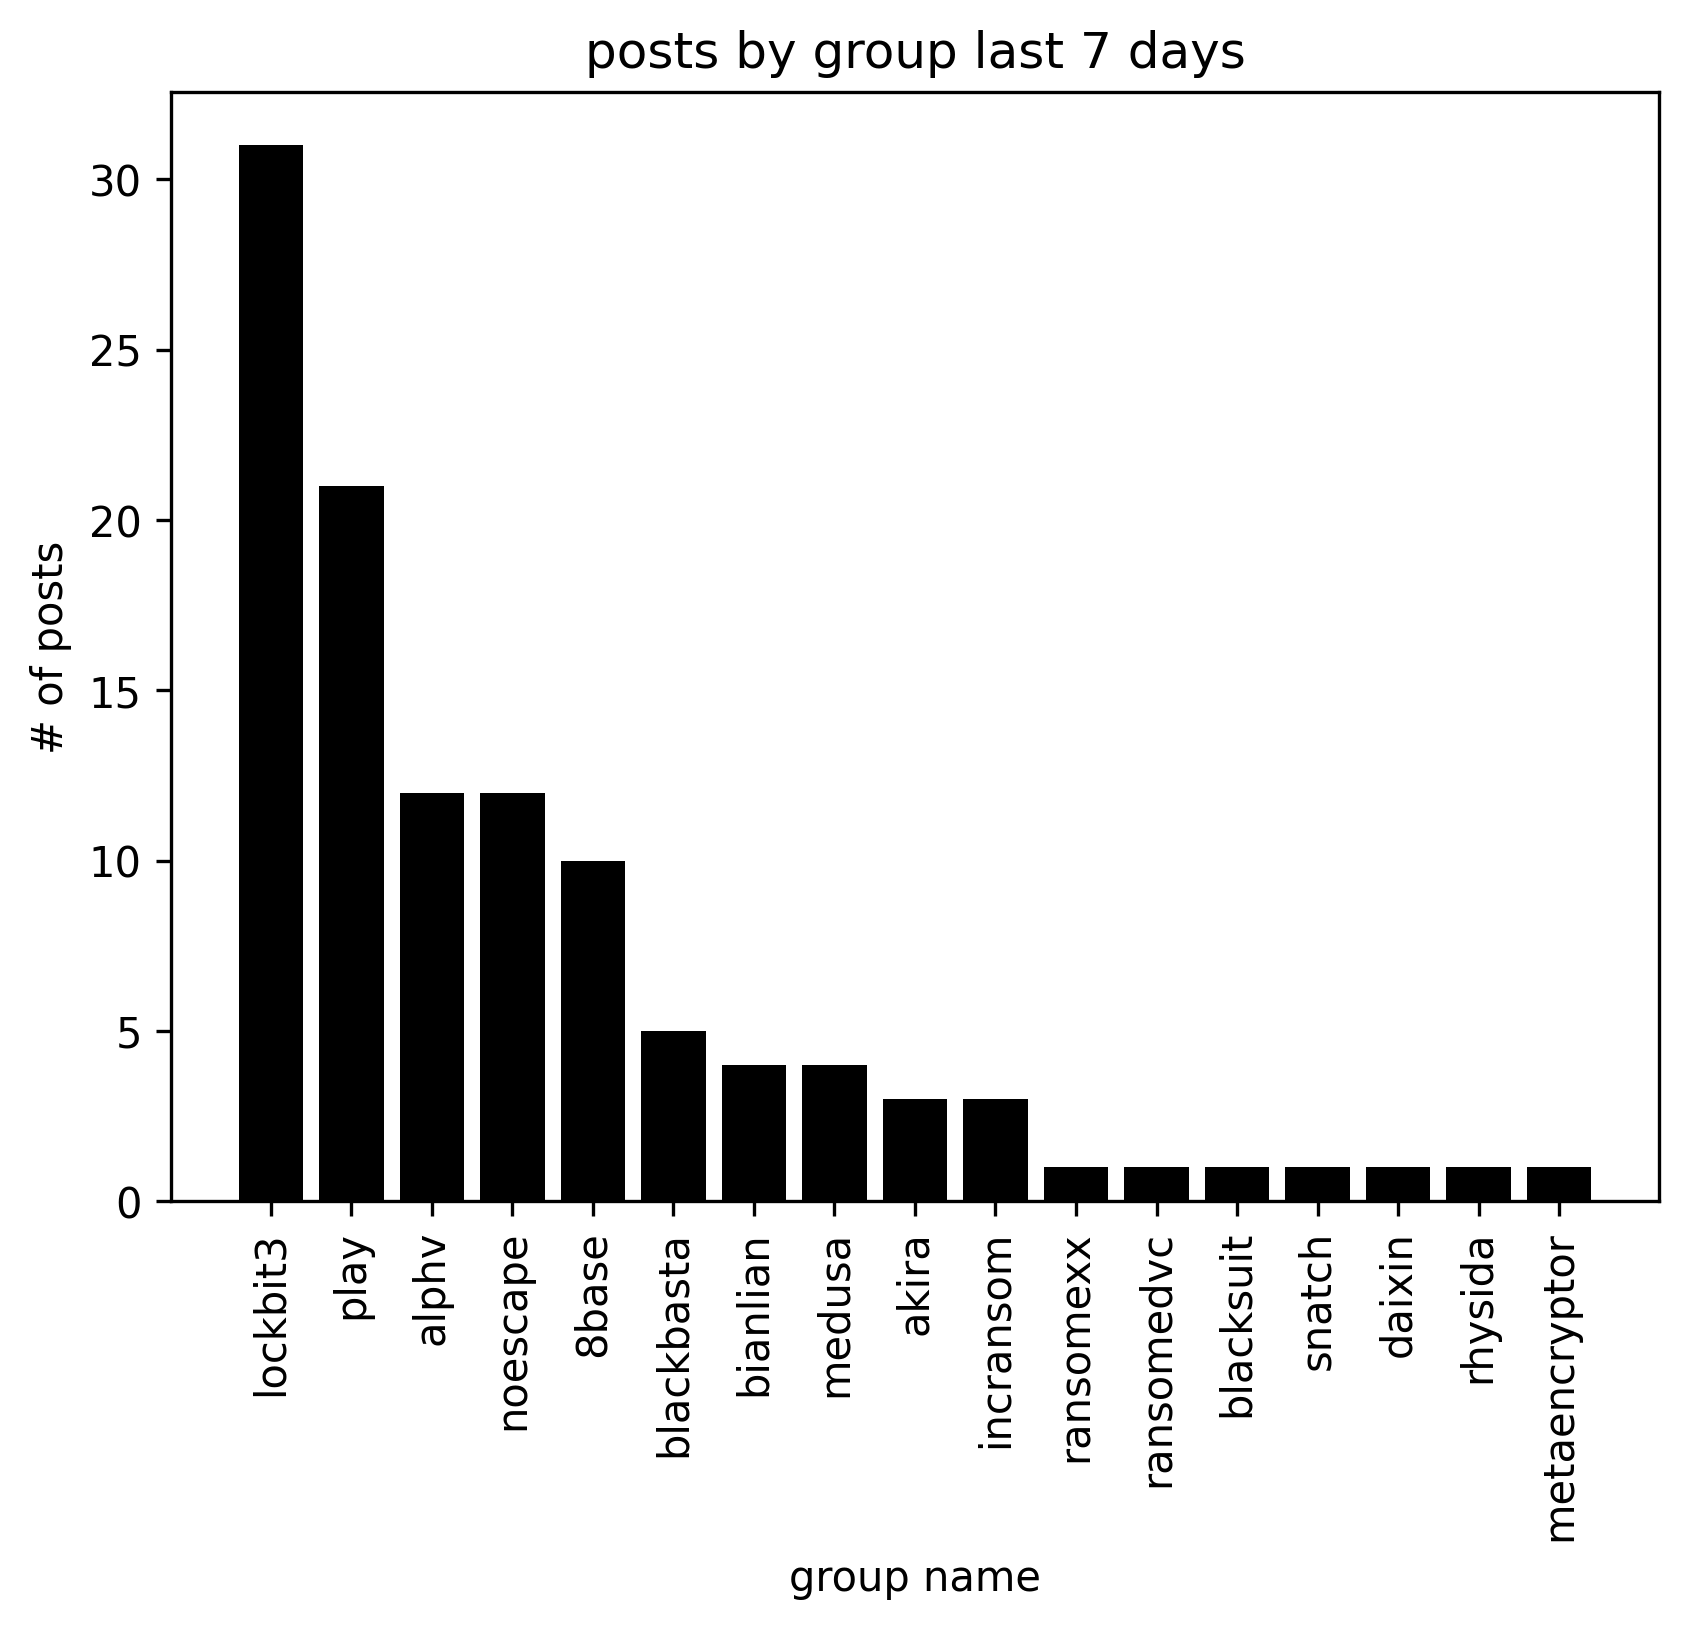 posts by group last 7 days
# of posts
30
25
20
15
10
5
0
lockbit3
play
alphv
noescape
8base
blackbasta
bianlian
medusa
akira
incransom
ransomexx
ransomedvc
blacksuit
snatch
daixin
rhysida
metaencryptor
group name